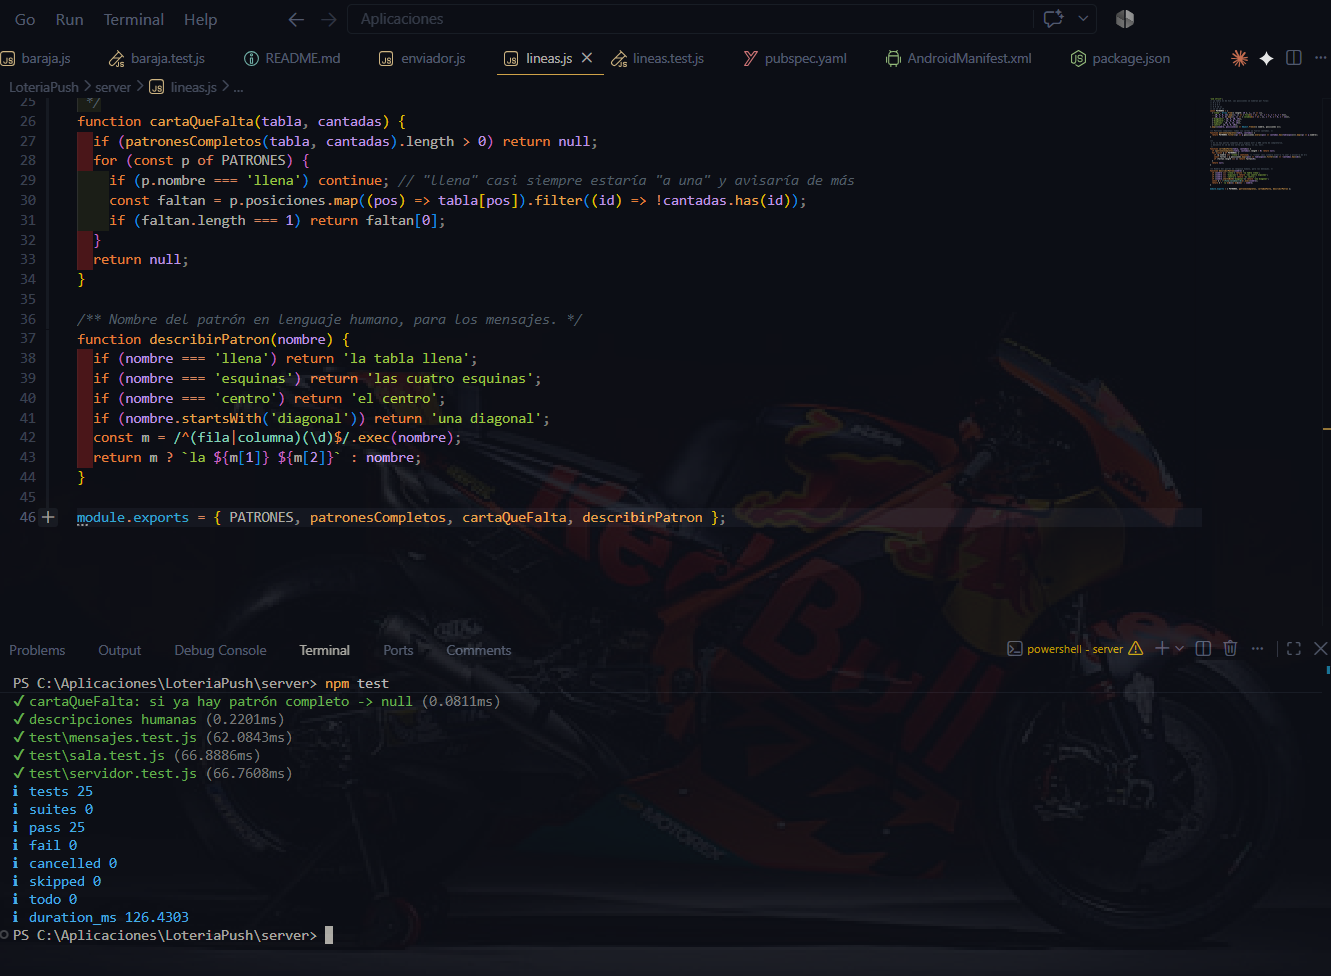 Go Run Terminal Help
Aplicaciones
baraja.js baraja.test.js README.md enviador.js lineas.js lineas.test.js pubspec.yaml AndroidManifest.xml package.json
LoteriaPush > server > lineas.js > ...
25 */
26 function cartaQueFalta(tabla, cantadas) {
27 if (patronesCompletos(tabla, cantadas).length > 0) return null;
28 for (const p of PATRONES) {
29 if (p.nombre === 'llena') continue; // "llena" casi siempre estaría "a una" y avisaría de más
30 const faltan = p.posiciones.map((pos) => tabla[pos]).filter((id) => !cantadas.has(id));
31 if (faltan.length === 1) return faltan[0];
32 }
33 return null;
34 }
35
36 /** Nombre del patrón en lenguaje humano, para los mensajes. */
37 function describirPatron(nombre) {
38 if (nombre === 'llena') return 'la tabla llena';
39 if (nombre === 'esquinas') return 'las cuatro esquinas';
40 if (nombre === 'centro') return 'el centro';
41 if (nombre.startsWith('diagonal')) return 'una diagonal';
42 const m = /^(fila|columna)(\d)$/.exec(nombre);
43 return m ? `la ${m[1]} ${m[2]}` : nombre;
44 }
45
46 module.exports = { PATRONES, patronesCompletos, cartaQueFalta, describirPatron };
Red Bull
KTM
MOTOREX
Problems Output Debug Console Terminal Ports Comments
powershell - server
PS C:\Aplicaciones\LoteriaPush\server> npm test
✓ cartaQueFalta: si ya hay patrón completo -> null (0.0811ms)
✓ descripciones humanas (0.2201ms)
✓ test\mensajes.test.js (62.0843ms)
✓ test\sala.test.js (66.8886ms)
✓ test\servidor.test.js (66.7608ms)
ℹ tests 25
ℹ suites 0
ℹ pass 25
ℹ fail 0
ℹ cancelled 0
ℹ skipped 0
ℹ todo 0
ℹ duration_ms 126.4303
PS C:\Aplicaciones\LoteriaPush\server>